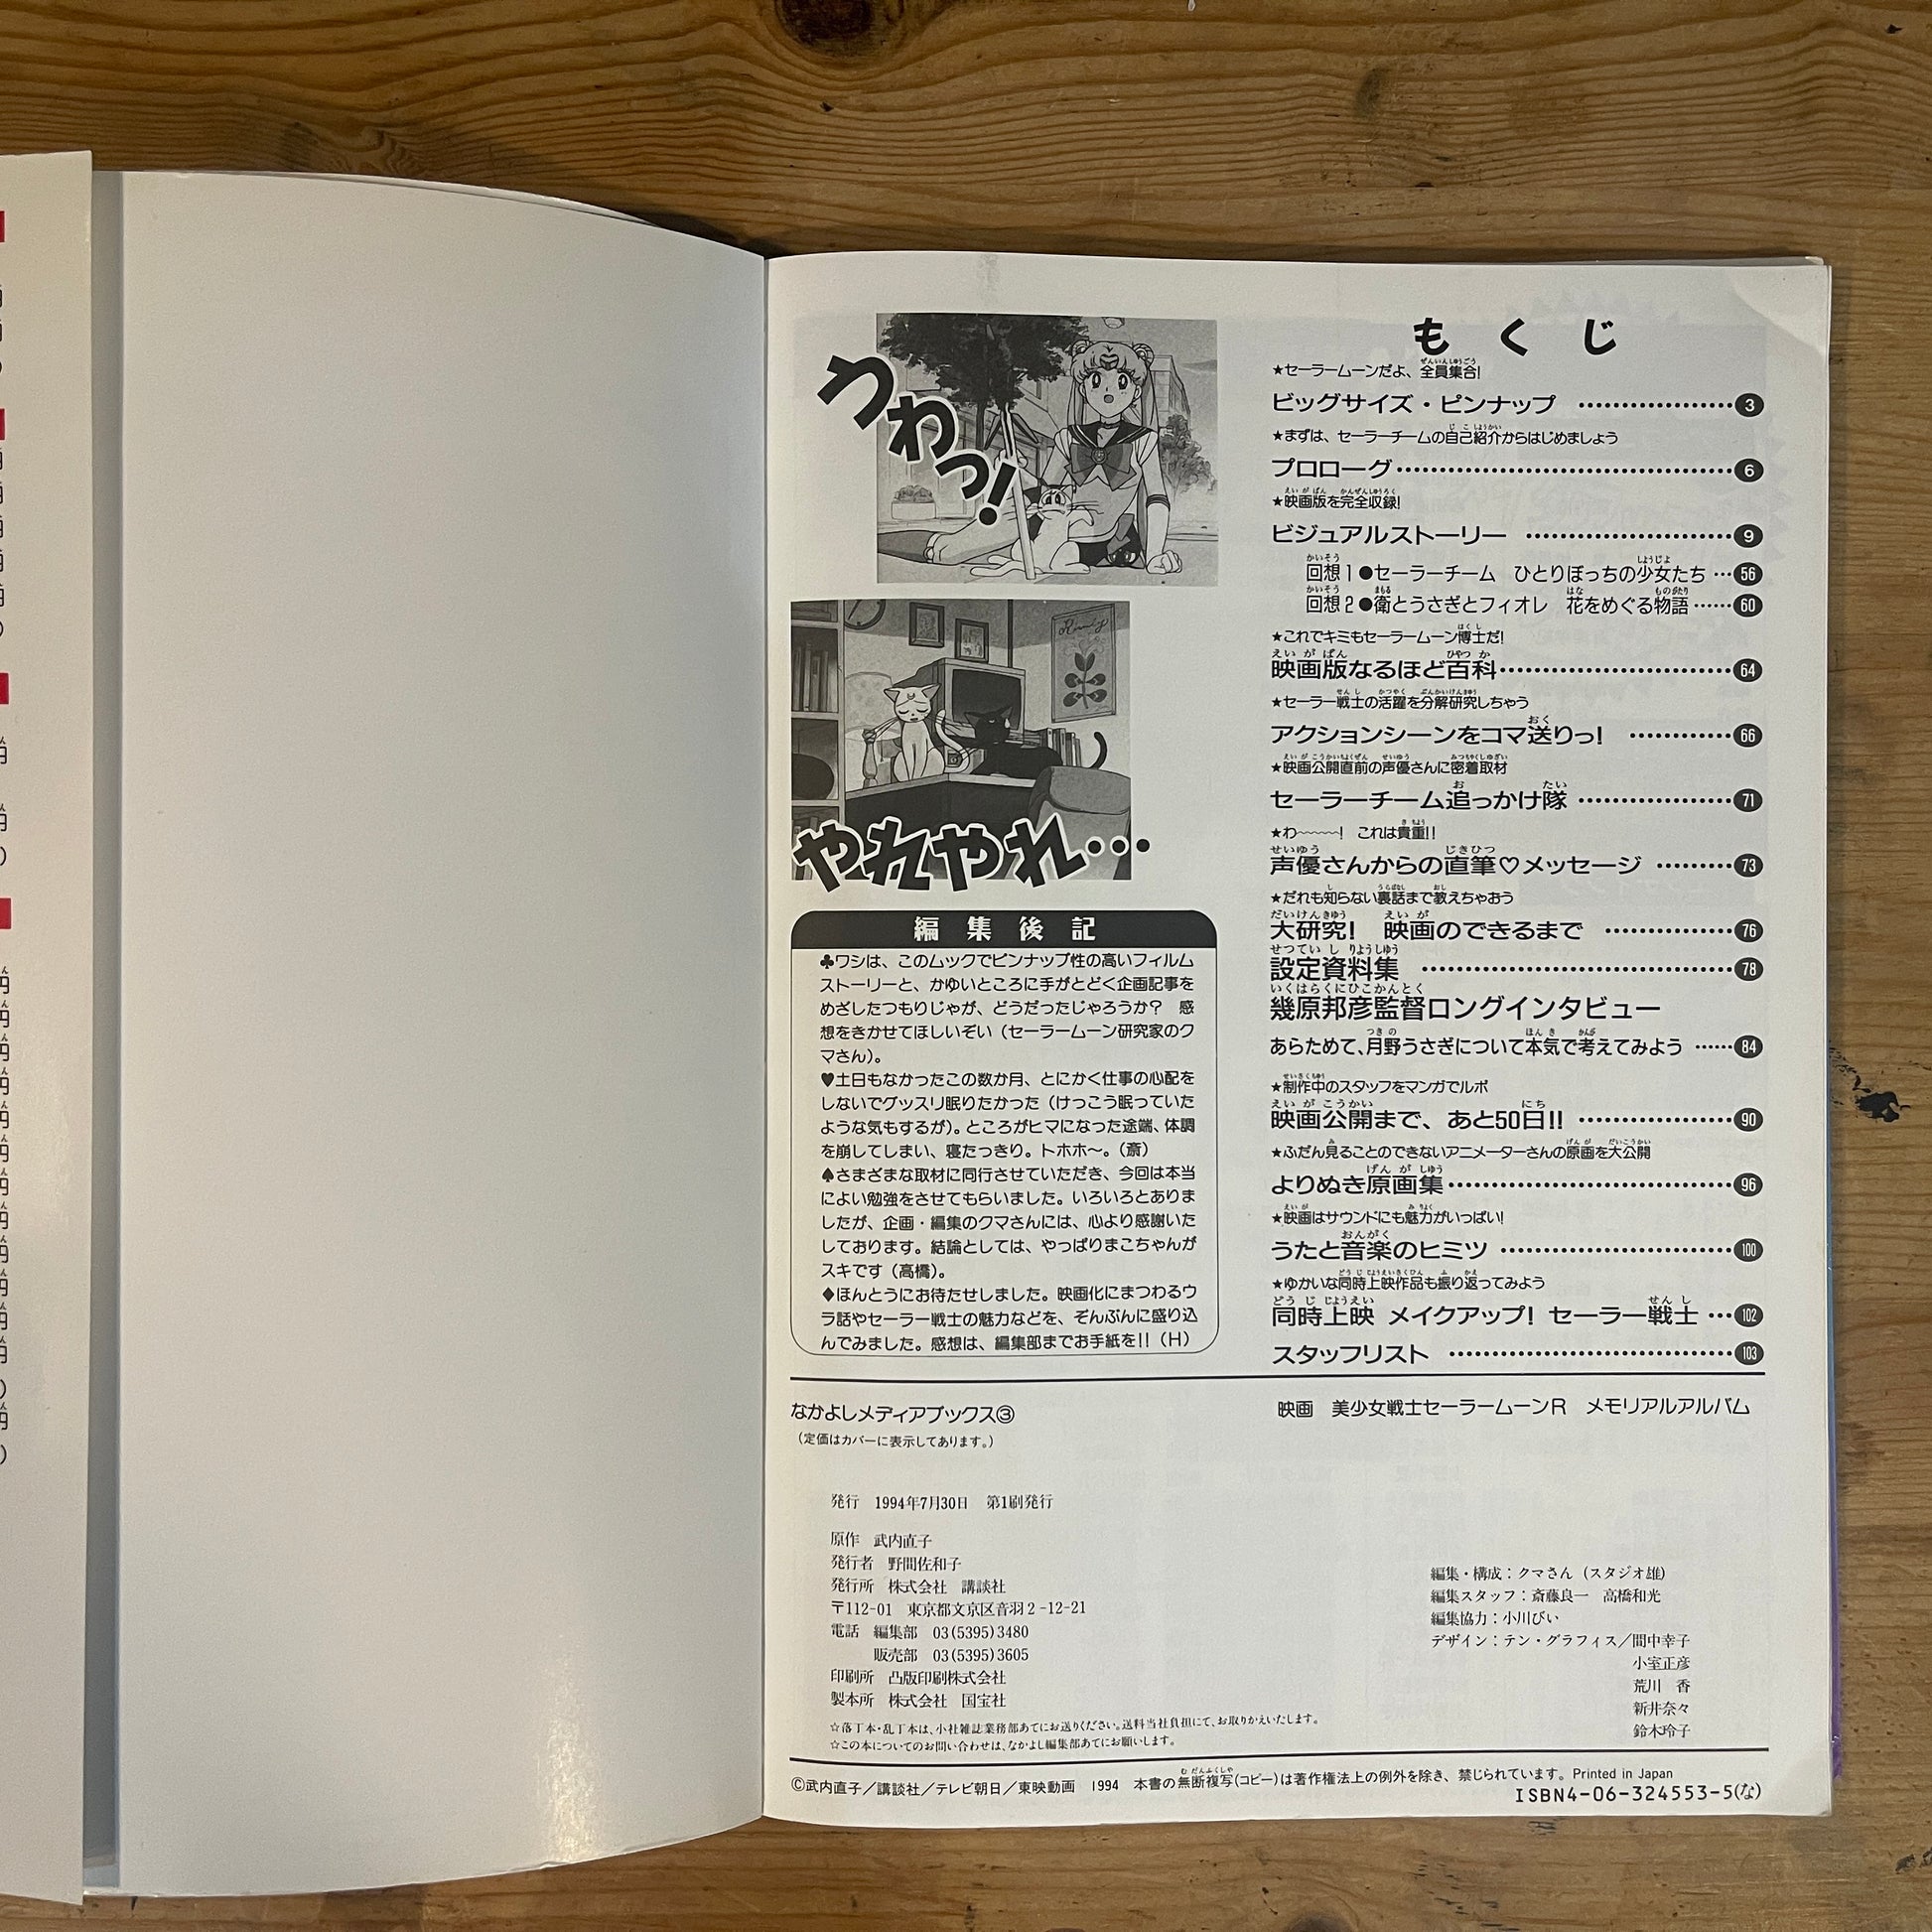 うわっ!
やれやれ…
編集後記
♣ワシは、このムックでピンナップ性の高いフィルム
ストーリーと、かゆいところに手がとどく企画記事を
めざしたつもりじゃが、どうだったじゃろうか? 感
想をきかせてほしいぞい(セーラームーン研究家のク
マさん)。
♥土日もなかったこの数か月、とにかく仕事の心配を
しないでグッスリ眠りたかった(けっこう眠っていた
ような気もするが)。ところがヒマになった途端、体調
を崩してしまい、寝たっきり。トホホ〜。(斎)
♠さまざまな取材に同行させていただき、今回は本当
によい勉強をさせてもらいました。いろいろとありま
したが、企画・編集のクマさんには、心より感謝いた
しております。結論としては、やっぱりまこちゃんが
スキです(高橋)。
♦ほんとうにお待たせしました。映画化にまつわるウ
ラ話やセーラー戦士の魅力などを、ぞんぶんに盛り込
んでみました。感想は、編集部までお手紙を!!(H)
もくじ
★セーラームーンだよ、全員集合!
ビッグサイズ・ピンナップ ……3
★まずは、セーラーチームの自己紹介からはじめましょう
プロローグ……6
★映画版を完全収録!
ビジュアルストーリー ……9
回想1●セーラーチーム ひとりぼっちの少女たち …56
回想2●衛とうさぎとフィオレ 花をめぐる物語……60
★これでキミもセーラームーン博士だ!
映画版なるほど百科……64
★セーラー戦士の活躍を分解研究しちゃう
アクションシーンをコマ送りっ! ……66
★映画公開直前の声優さんに密着取材
セーラーチーム追っかけ隊 ……71
★わ〜〜〜! これは貴重!!
声優さんからの直筆♡メッセージ ……73
★だれも知らない裏話まで教えちゃおう
大研究! 映画のできるまで ……76
設定資料集 ……78
幾原邦彦監督ロングインタビュー
あらためて、月野うさぎについて本気で考えてみよう ……84
★制作中のスタッフをマンガでルポ
映画公開まで、あと50日!! ……90
★ふだん見ることのできないアニメーターさんの原画を大公開
よりぬき原画集……96
★映画はサウンドにも魅力がいっぱい!
うたと音楽のヒミツ ……100
★ゆかいな同時上映作品も振り返ってみよう
同時上映 メイクアップ! セーラー戦士 …102
スタッフリスト ……103
なかよしメディアブックス③
(定価はカバーに表示してあります。)
映画 美少女戦士セーラームーンR メモリアルアルバム
発行 1994年7月30日 第1刷発行
原作 武内直子
発行者 野間佐和子
発行所 株式会社 講談社
〒112-01 東京都文京区音羽2-12-21
電話 編集部 03(5395)3480
販売部 03(5395)3605
印刷所 凸版印刷株式会社
製本所 株式会社 国宝社
編集・構成:クマさん(スタジオ雄)
編集スタッフ:斎藤良一 高橋和光
編集協力:小川びい
デザイン:テン・グラフィス/間中幸子
小室正彦
荒川 香
新井奈々
鈴木玲子
☆落丁本・乱丁本は、小社雑誌業務部あてにお送りください。送料当社負担にて、お取りかえいたします。
☆この本についてのお問い合わせは、なかよし編集部あてにお願いします。
©武内直子/講談社/テレビ朝日/東映動画 1994 本書の無断複写(コピー)は著作権法上の例外を除き、禁じられています。 Printed in Japan
ISBN4-06-324553-5(な)